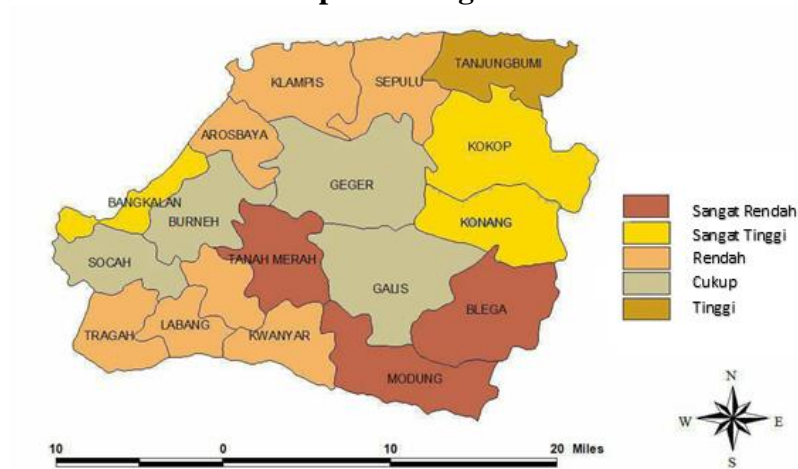 TANJUNGBUMI
KLAMPIS
SEPULU
AROSBAYA
KOKOP
GEGER
BANGKALAN
BURNEH
KONANG
SOCAH
TANAH MERAH
GALIS
BLEGA
TRAGAH
LABANG
KWANYAR
MODUNG
Sangat Rendah
Sangat Tinggi
Rendah
Cukup
Tinggi
N
W E
S
10 0 10 20 Miles